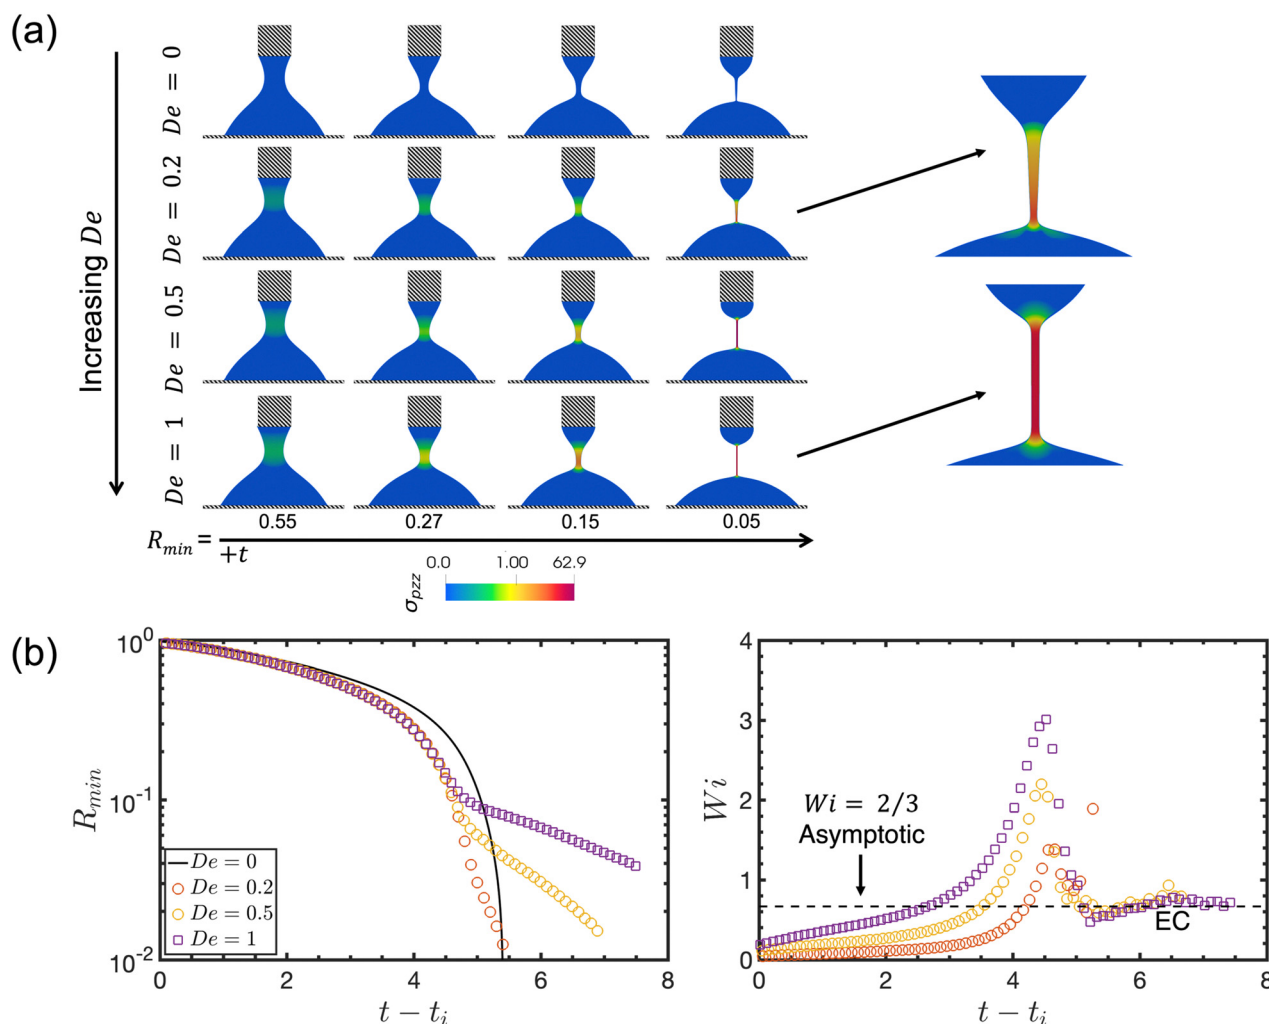 (a)
Increasing De
De = 0
De = 0.2
De = 0.5
De = 1
0.55 0.27 0.15 0.05
R_min =
+t
0.0 1.00 62.9
σ_pzz
(b)
10^0
10^-1
10^-2
R_min
De = 0
De = 0.2
De = 0.5
De = 1
0 2 4 6 8
t − t_i
4
3
2
1
0
Wi
Wi = 2/3
Asymptotic
EC
0 2 4 6 8
t − t_i